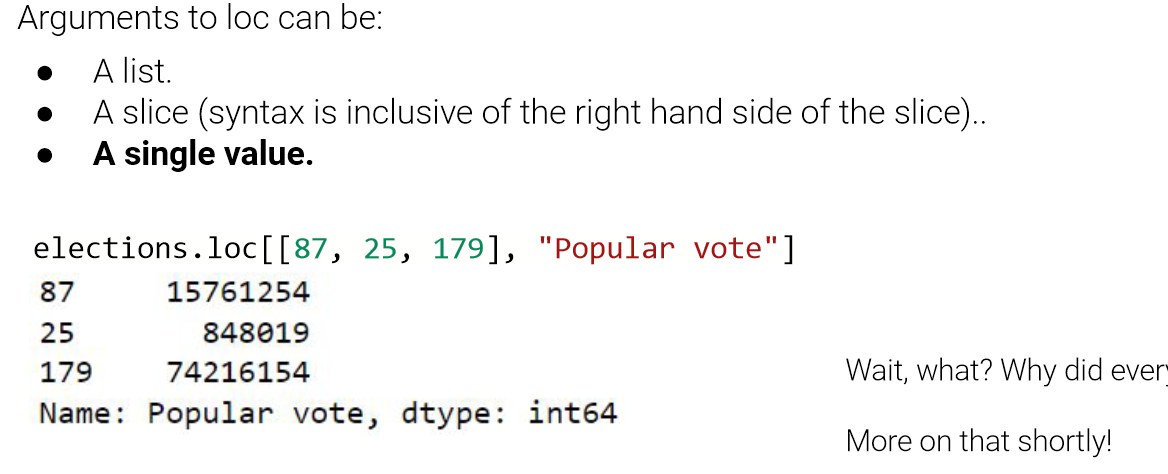 Arguments to loc can be:
● A list.
● A slice (syntax is inclusive of the right hand side of the slice)..
● A single value.
elections.loc[[87, 25, 179], "Popular vote"]
87 15761254
25 848019
179 74216154
Name: Popular vote, dtype: int64
Wait, what? Why did
More on that shortly!